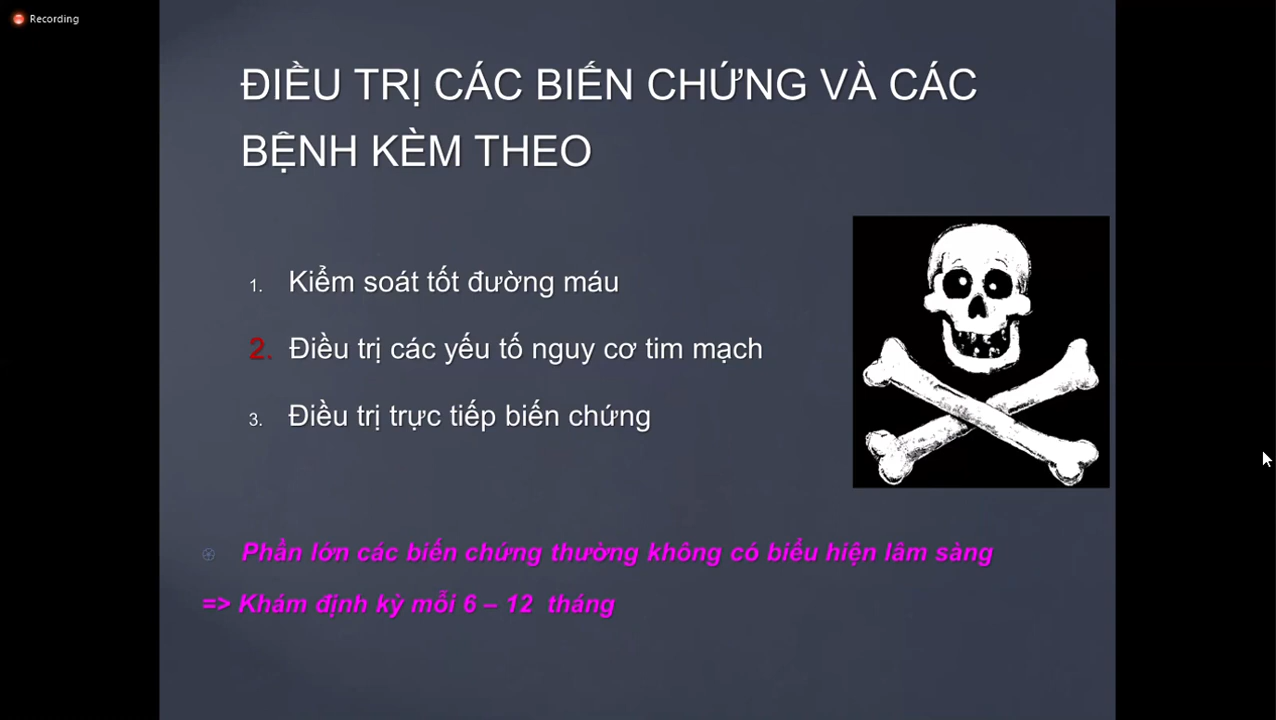 Recording
ĐIỀU TRỊ CÁC BIẾN CHỨNG VÀ CÁC
BỆNH KÈM THEO
1. Kiểm soát tốt đường máu
2. Điều trị các yếu tố nguy cơ tim mạch
3. Điều trị trực tiếp biến chứng
Phần lớn các biến chứng thường không có biểu hiện lâm sàng
=> Khám định kỳ mỗi 6 – 12 tháng